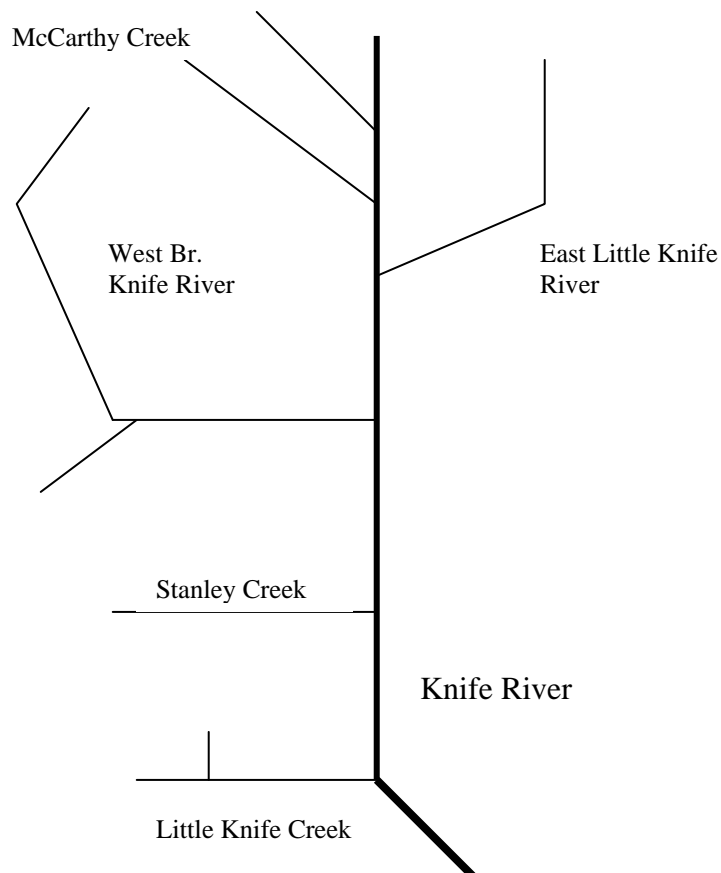 McCarthy Creek
West Br.
Knife River
East Little Knife
River
Stanley Creek
Knife River
Little Knife Creek